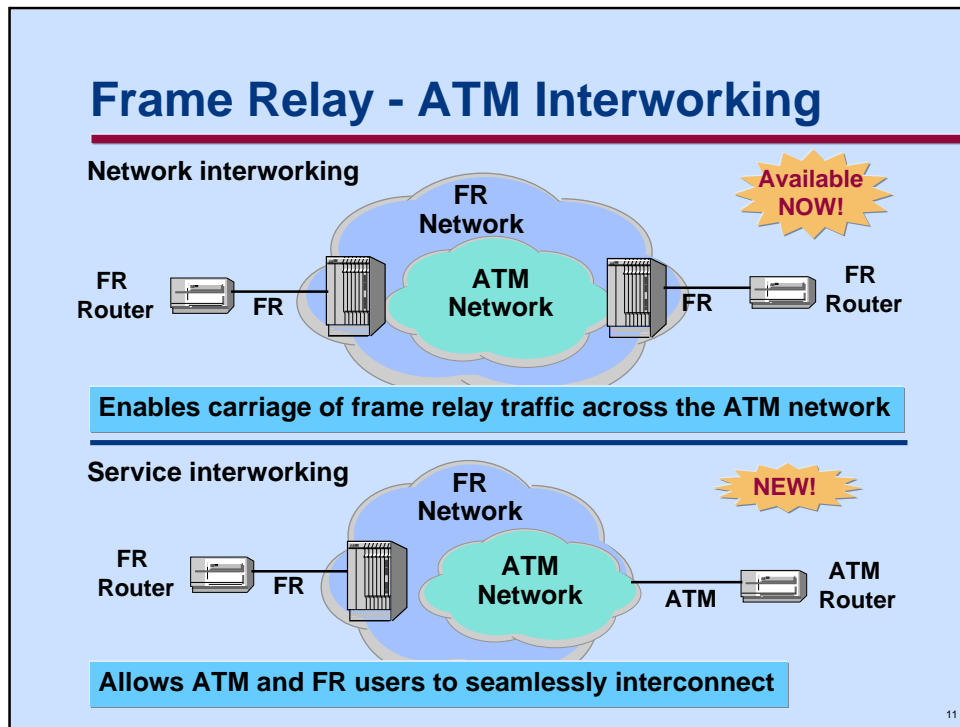 Frame Relay - ATM Interworking
Network interworking
Available
NOW!
FR
Network
ATM
Network
FR
Router
FR
FR
FR
Router
Enables carriage of frame relay traffic across the ATM network
Service interworking
NEW!
FR
Network
ATM
Network
FR
Router
FR
ATM
ATM
Router
Allows ATM and FR users to seamlessly interconnect
11